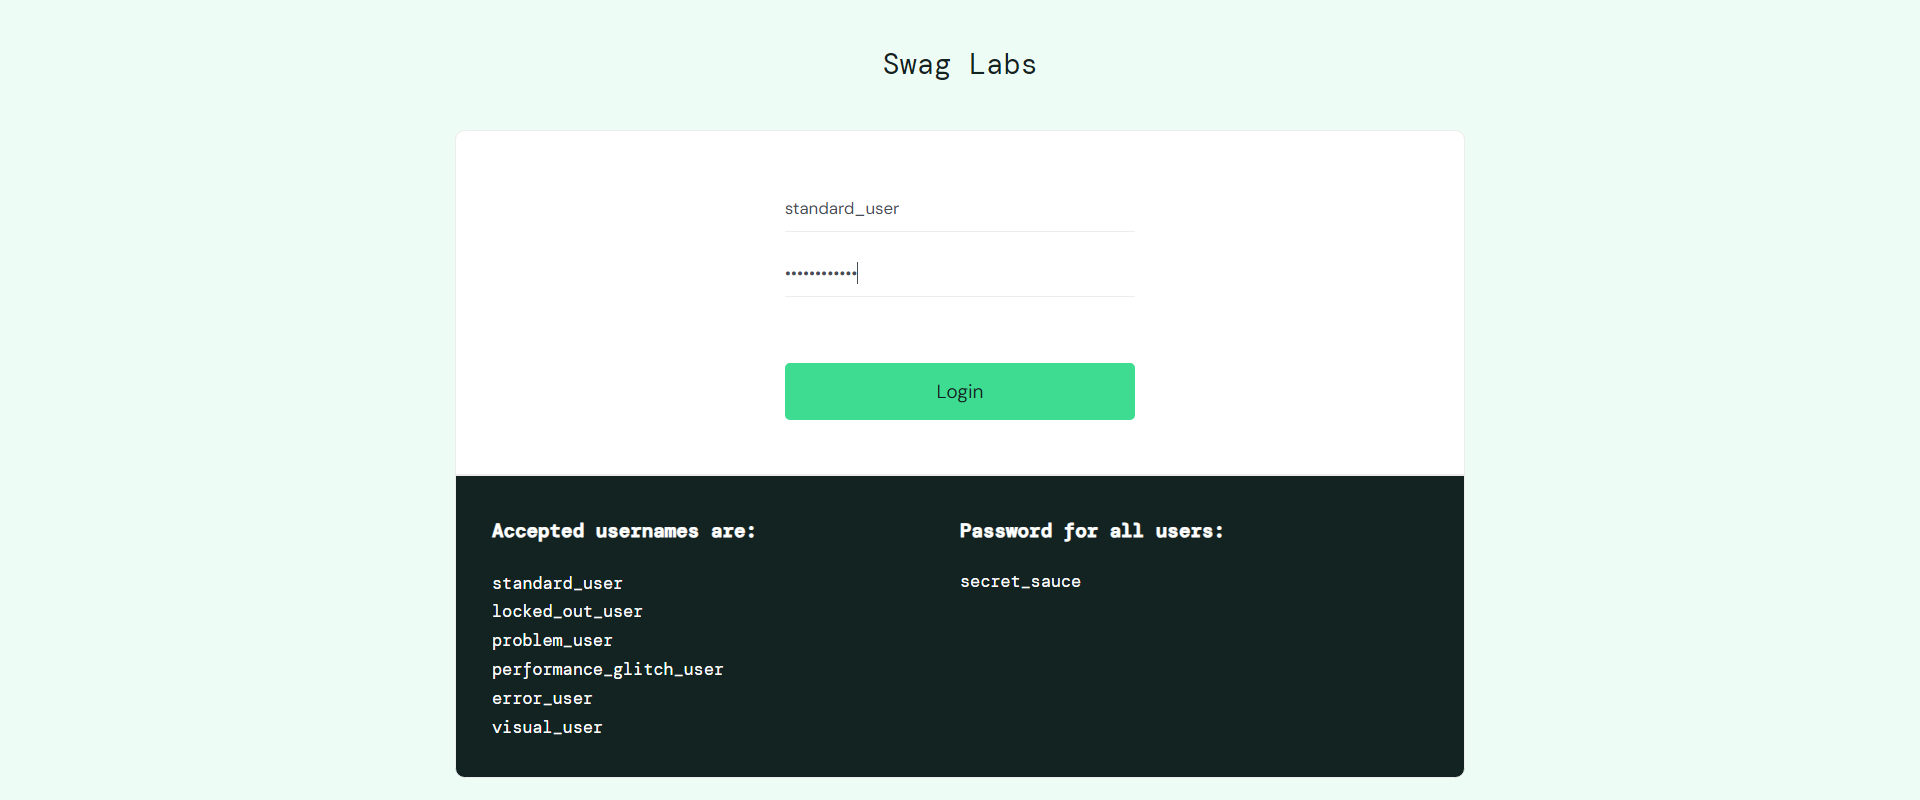 Swag Labs
standard_user
••••••••••••
Login
Accepted usernames are:
standard_user
locked_out_user
problem_user
performance_glitch_user
error_user
visual_user
Password for all users:
secret_sauce